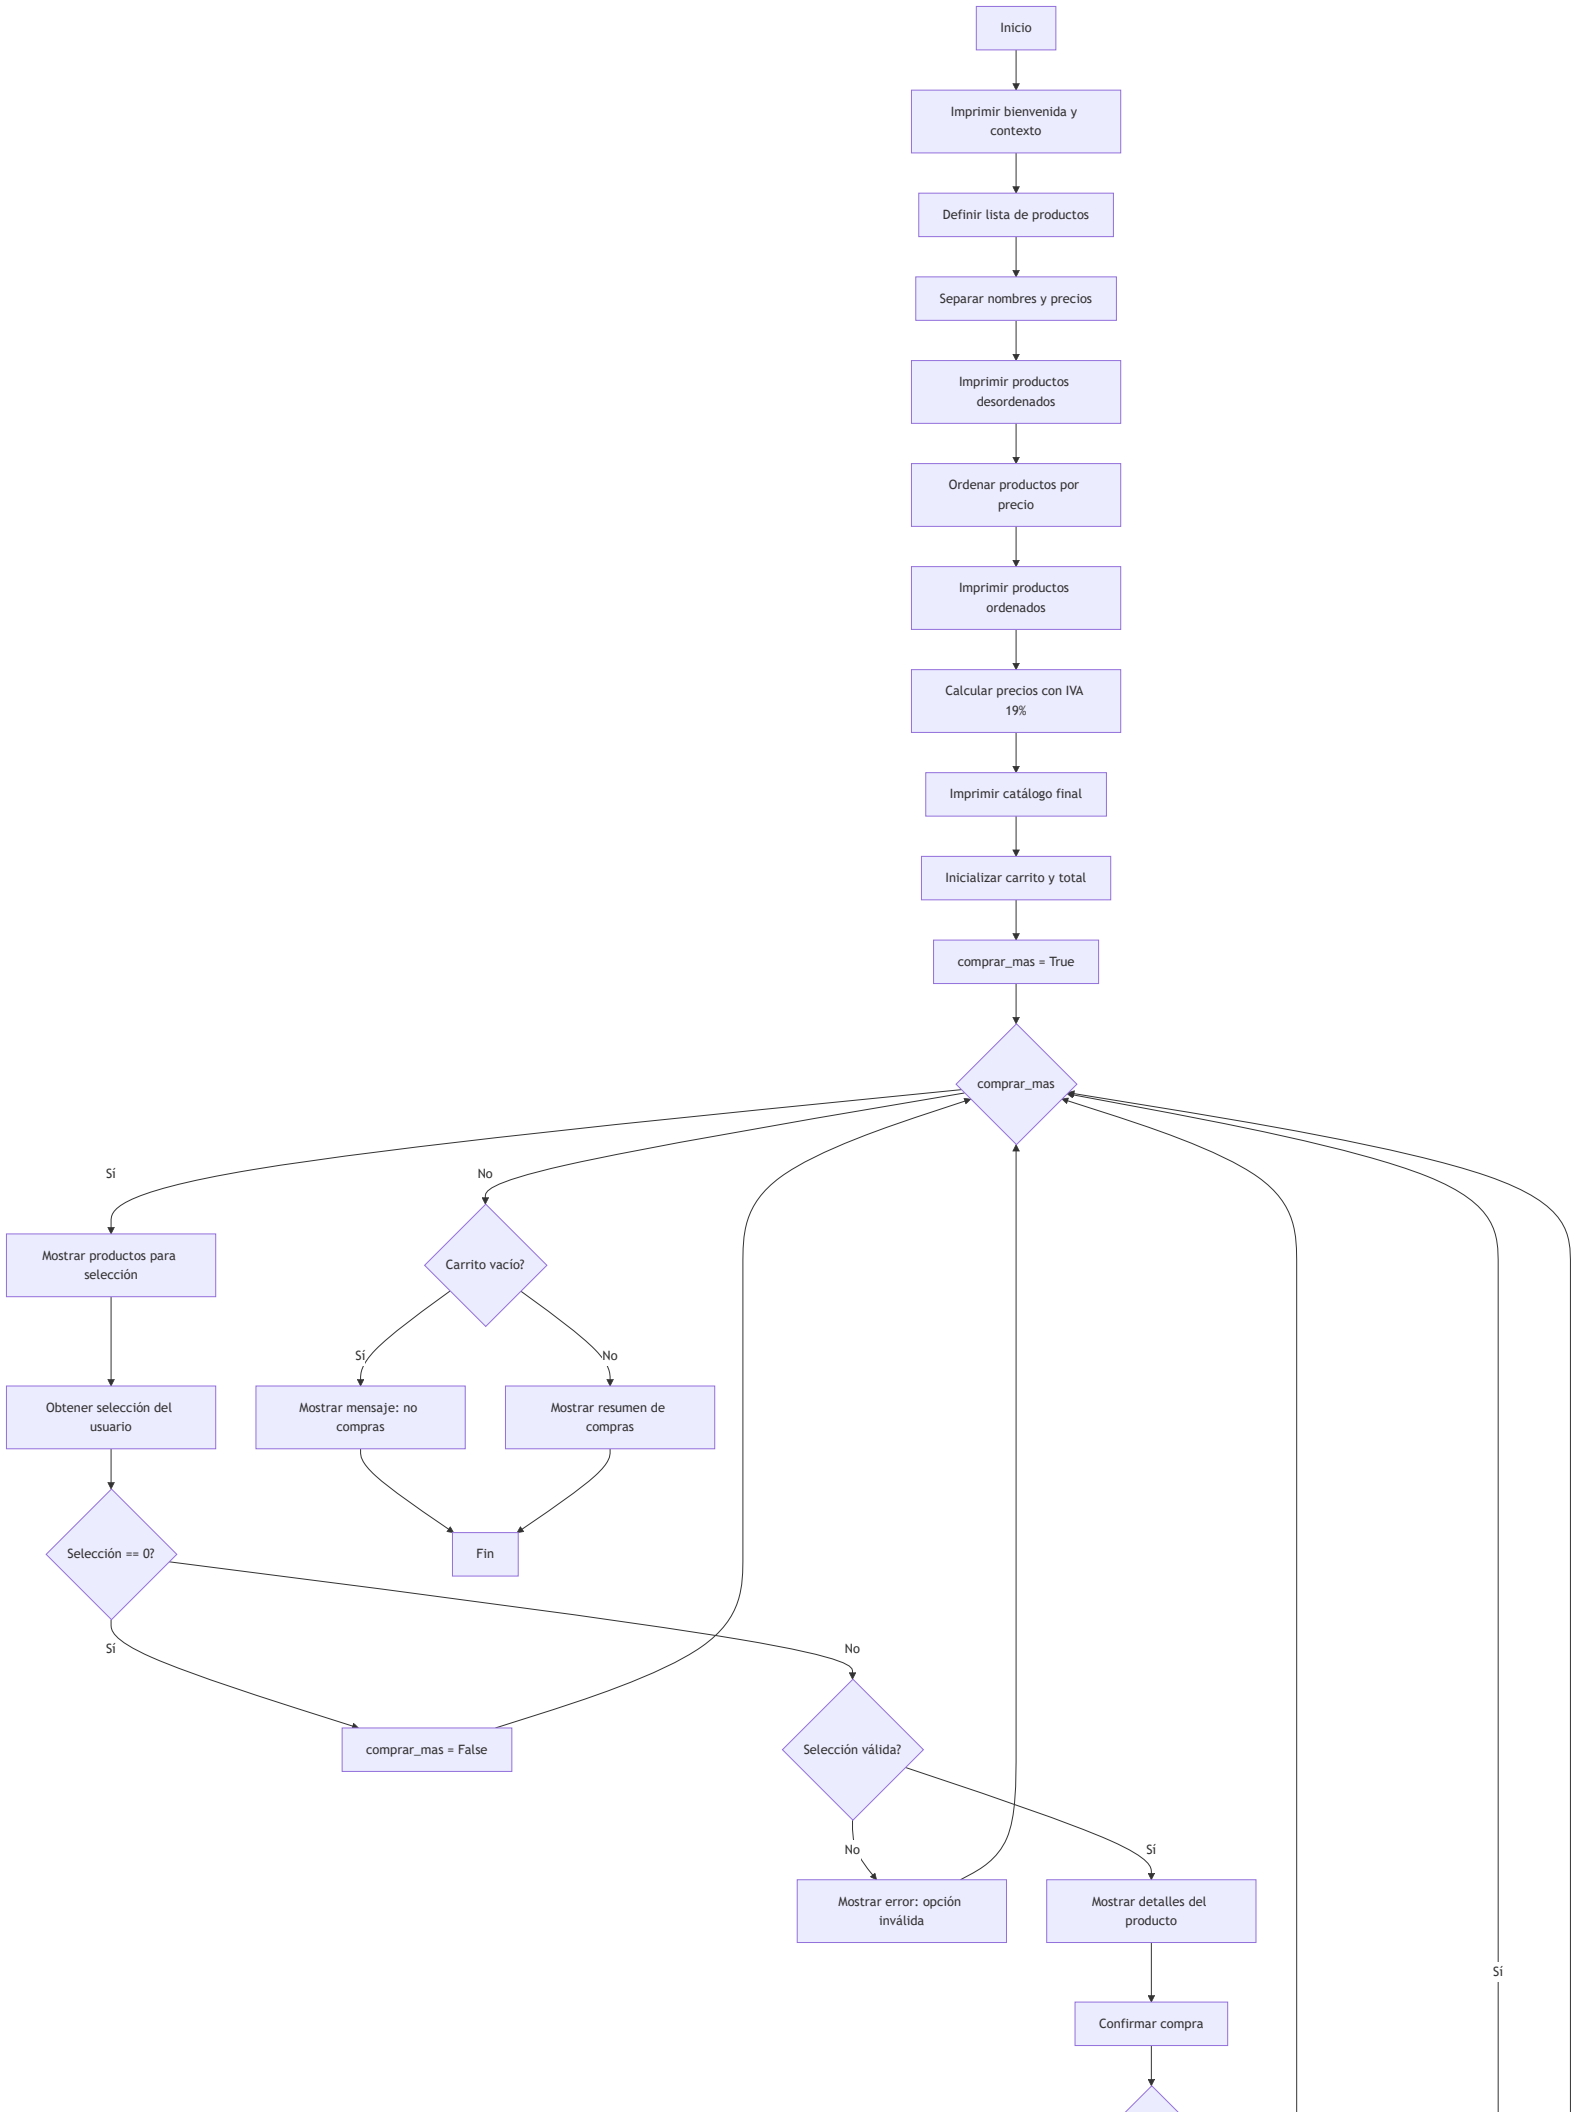 Inicio
Imprimir bienvenida y
contexto
Definir lista de productos
Separar nombres y precios
Imprimir productos
desordenados
Ordenar productos por
precio
Imprimir productos
ordenados
Calcular precios con IVA
19%
Imprimir catálogo final
Inicializar carrito y total
comprar_mas = True
comprar_mas
Sí
No
Mostrar productos para
selección
Carrito vacío?
Sí
No
Obtener selección del
usuario
Mostrar mensaje: no
compras
Mostrar resumen de
compras
Selección == 0?
Fin
Sí
No
comprar_mas = False
Selección válida?
No
Sí
Mostrar error: opción
inválida
Mostrar detalles del
producto
Sí
Confirmar compra